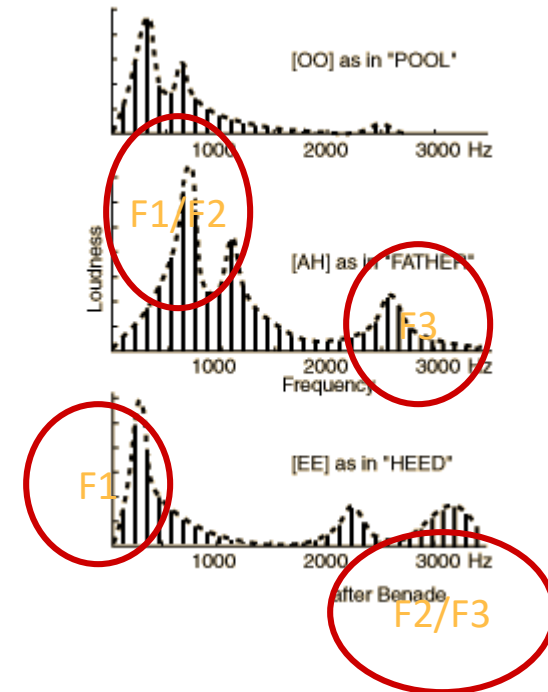 [OO] as in "POOL"
1000 2000 3000 Hz
F1/F2
Loudness
[AH] as in "FATHER"
F3
1000 2000 3000 Hz
Frequency
[EE] as in "HEED"
F1
1000 2000 3000 Hz
after Benade
F2/F3